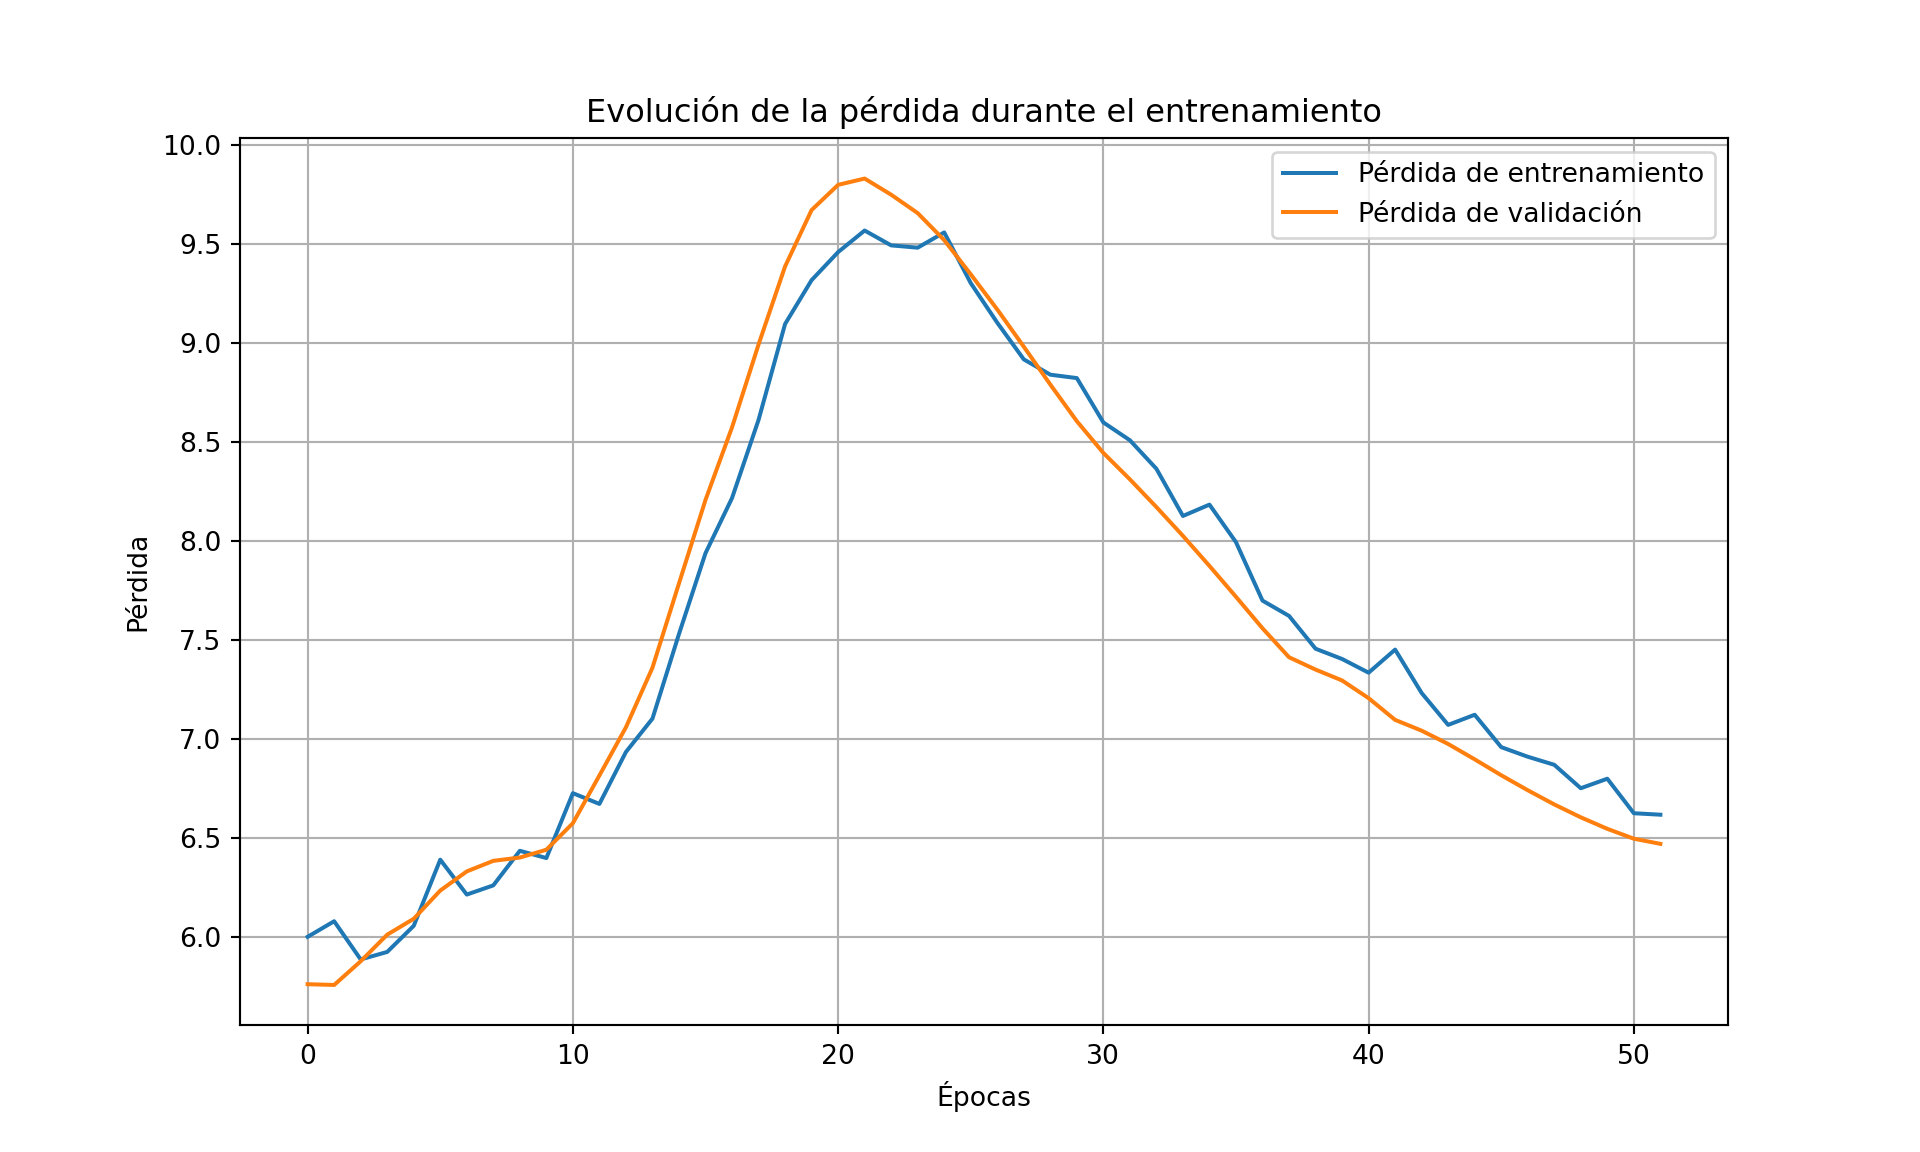 Evolución de la pérdida durante el entrenamiento
Pérdida de entrenamiento
Pérdida de validación
Pérdida
10.0
9.5
9.0
8.5
8.0
7.5
7.0
6.5
6.0
0 10 20 30 40 50
Épocas